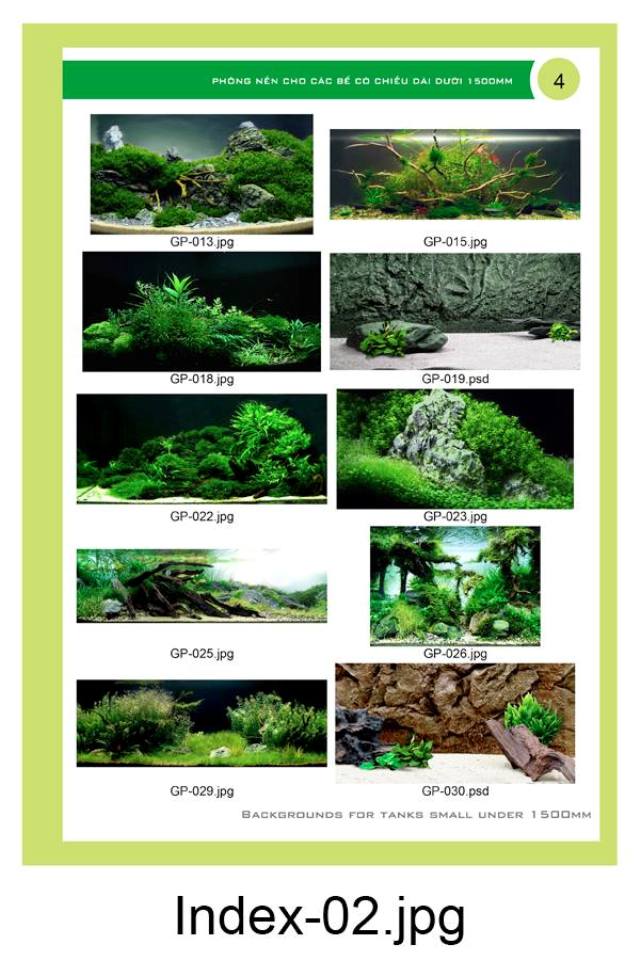 PHÔNG NỀN CHO CÁC BỂ CÓ CHIỀU DÀI DƯỚI 1500MM
4
GP-013.jpg
GP-015.jpg
GP-018.jpg
GP-019.psd
GP-022.jpg
GP-023.jpg
GP-025.jpg
GP-026.jpg
GP-029.jpg
GP-030.psd
BACKGROUNDS FOR TANKS SMALL UNDER 1500MM
Index-02.jpg